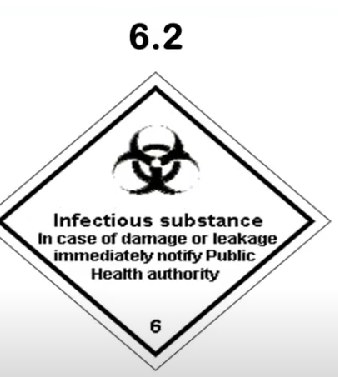 6.2
Infectious substance
In case of damage or leakage
immediately notify Public
Health authority
6